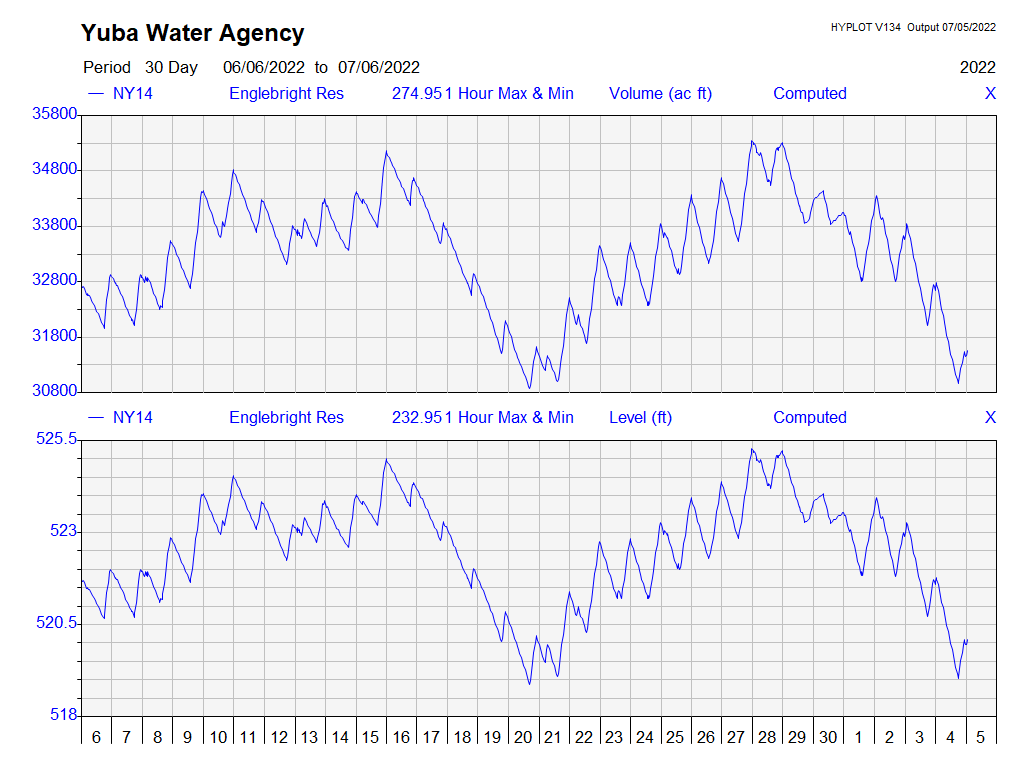 Yuba Water Agency
HYPLOT V134 Output 07/05/2022
Period 30 Day 06/06/2022 to 07/06/2022 2022
— NY14 Englebright Res 274.951 Hour Max & Min Volume (ac ft) Computed X
35800
34800
33800
32800
31800
30800
— NY14 Englebright Res 232.951 Hour Max & Min Level (ft) Computed X
525.5
523
520.5
518
6 7 8 9 10 11 12 13 14 15 16 17 18 19 20 21 22 23 24 25 26 27 28 29 30 1 2 3 4 5